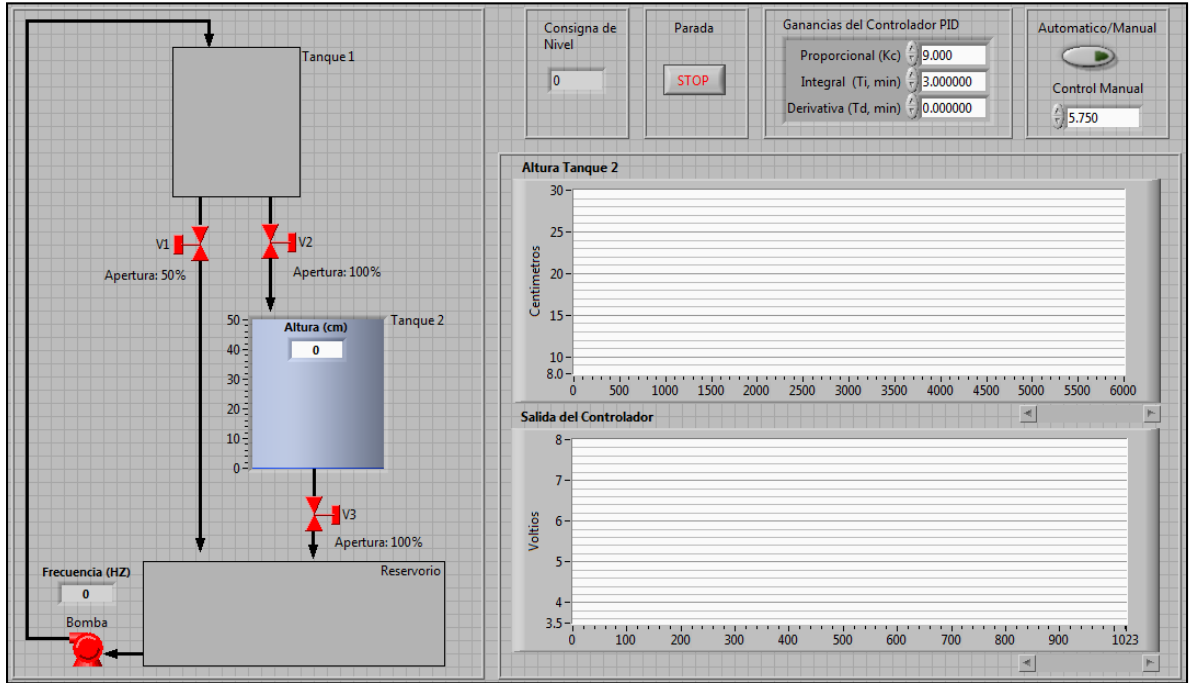 Tanque 1
V1
V2
Apertura: 50%
Apertura: 100%
Tanque 2
Altura (cm)
0
50
40
30
20
10
0
V3
Apertura: 100%
Reservorio
Frecuencia (HZ)
0
Bomba
Consigna de
Nivel
0
Parada
STOP
Ganancias del Controlador PID
Proporcional (Kc) 9.000
Integral (Ti, min) 3.000000
Derivativa (Td, min) 0.000000
Automatico/Manual
Control Manual
5.750
Altura Tanque 2
Centimetros
30
25
20
15
10
8.0
0 500 1000 1500 2000 2500 3000 3500 4000 4500 5000 5500 6000
Salida del Controlador
Voltios
8
7
6
5
4
3.5
0 100 200 300 400 500 600 700 800 900 1023